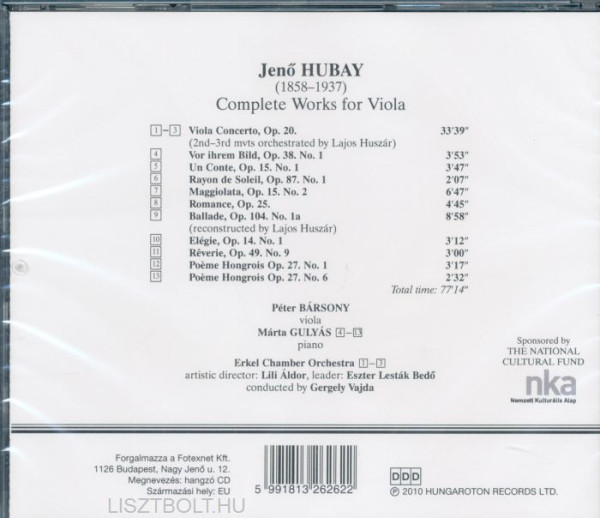 Jenő HUBAY
(1858–1937)
Complete Works for Viola
1–3 Viola Concerto, Op. 20. 33'39"
(2nd–3rd mvts orchestrated by Lajos Huszár)
4 Vor ihrem Bild, Op. 38. No. 1 3'53"
5 Un Conte, Op. 15. No. 1 3'47"
6 Rayon de Soleil, Op. 87. No. 1 2'07"
7 Maggiolata, Op. 15. No. 2 6'47"
8 Romance, Op. 25. 4'45"
9 Ballade, Op. 104. No. 1a 8'58"
(reconstructed by Lajos Huszár)
10 Elégie, Op. 14. No. 1 3'12"
11 Rêverie, Op. 49. No. 9 3'00"
12 Poème Hongrois Op. 27. No. 1 3'17"
13 Poème Hongrois Op. 27. No. 6 2'32"
Total time: 77'14"
Péter BÁRSONY
viola
Márta GULYÁS 4–13
piano
Erkel Chamber Orchestra 1–3
artistic director: Lili Áldor, leader: Eszter Lesták Bedő
conducted by Gergely Vajda
Sponsored by
THE NATIONAL
CULTURAL FUND
nka
Nemzeti Kulturális Alap
Forgalmazza a Fotexnet Kft.
1126 Budapest, Nagy Jenő u. 12.
Megnevezés: hangzó CD
Származási hely: EU
5 991813 262622
DDD
℗ 2010 HUNGAROTON RECORDS LTD.
LISZTBOLT.HU